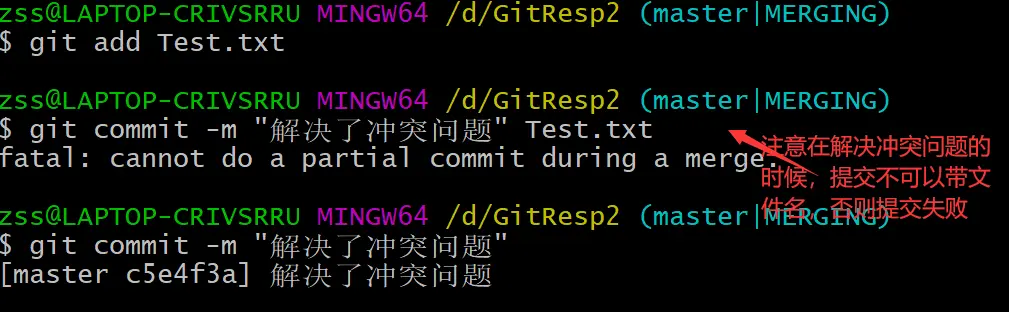 zss@LAPTOP-CRIVSRRU MINGW64 /d/GitResp2 (master|MERGING)
$ git add Test.txt
zss@LAPTOP-CRIVSRRU MINGW64 /d/GitResp2 (master|MERGING)
$ git commit -m "解决了冲突问题" Test.txt
fatal: cannot do a partial commit during a merge.
注意在解决冲突问题的
时候，提交不可以带文
件名，否则提交失败
zss@LAPTOP-CRIVSRRU MINGW64 /d/GitResp2 (master|MERGING)
$ git commit -m "解决了冲突问题"
[master c5e4f3a] 解决了冲突问题